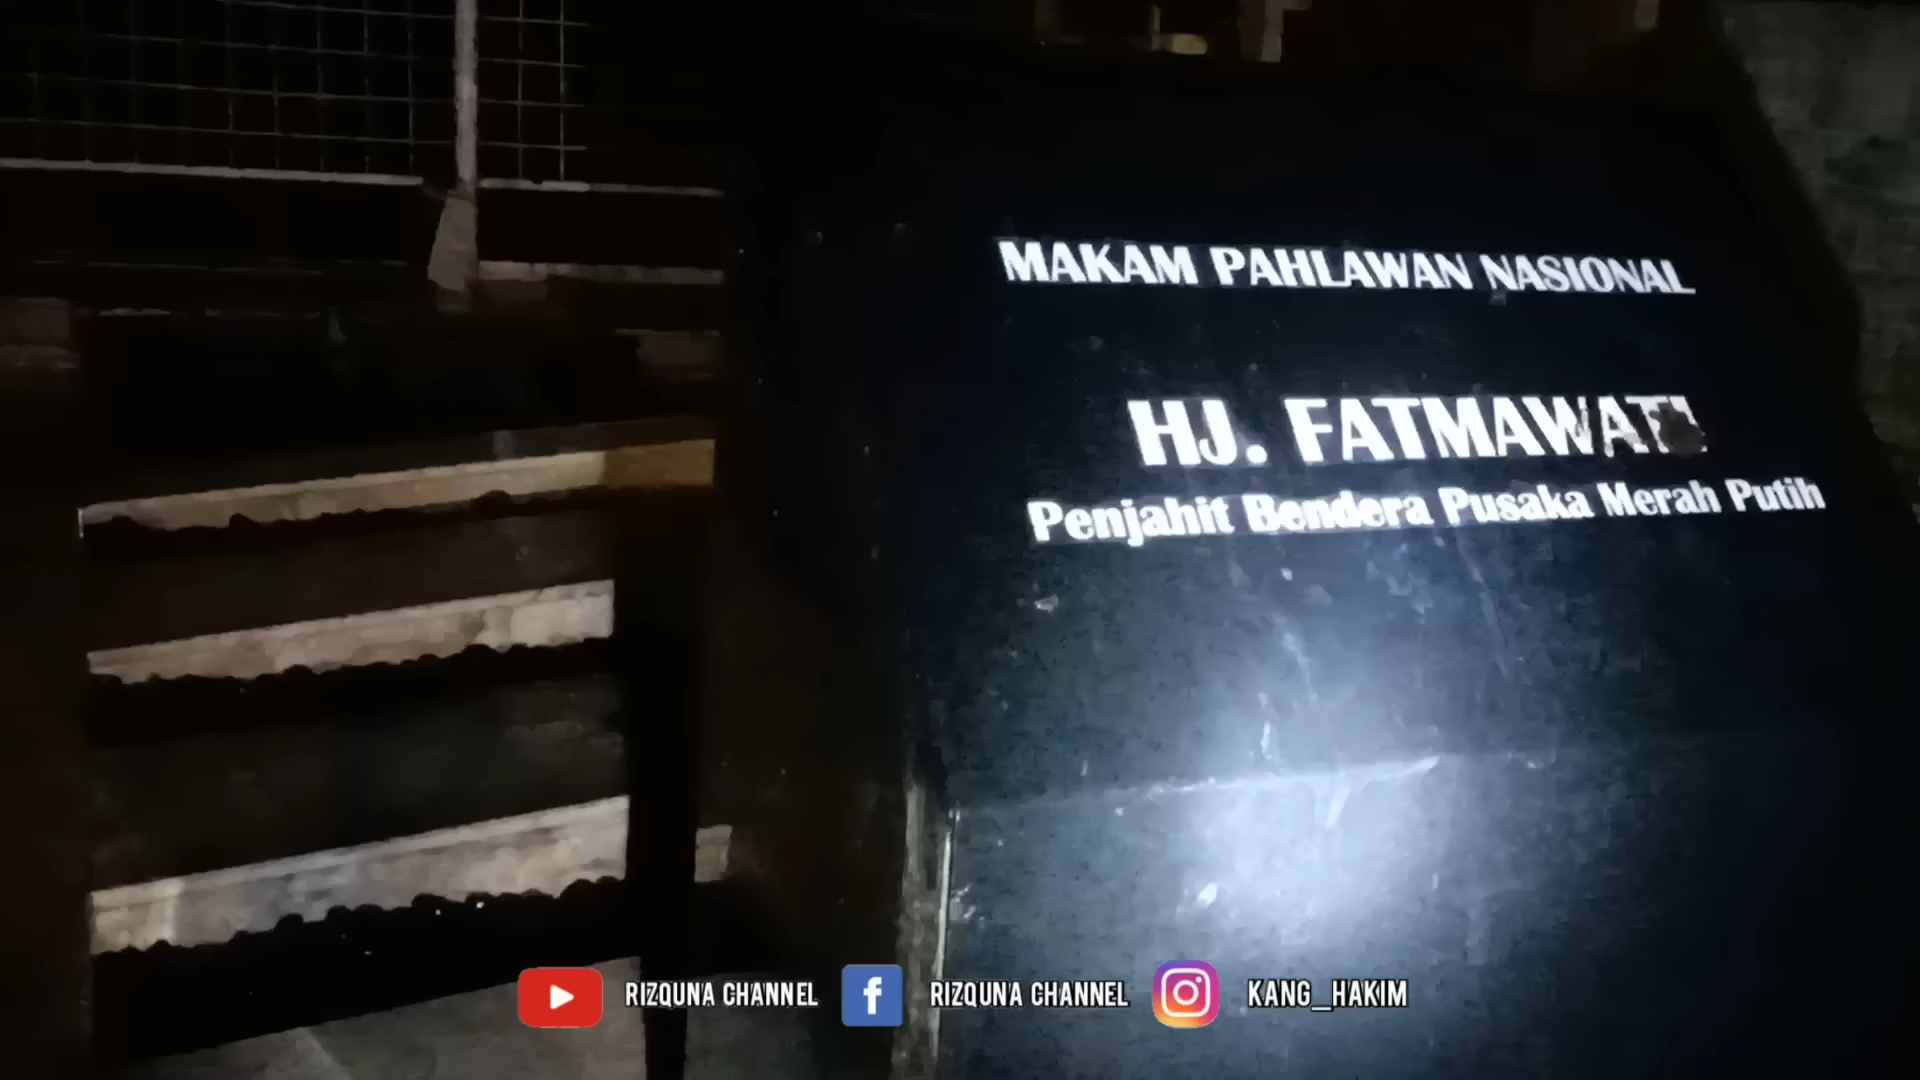 MAKAM PAHLAWAN NASIONAL
HJ. FATMAWATI
Penjahit Bendera Pusaka Merah Putih
RIZQUNA CHANNEL
RIZQUNA CHANNEL
KANG_HAKIM